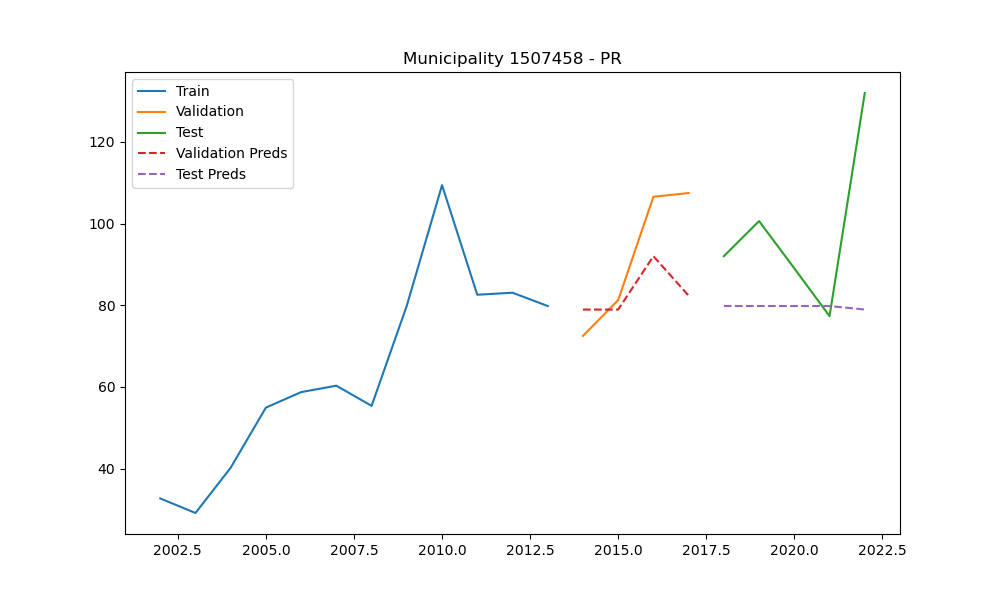 Municipality 1507458 - PR
Train
Validation
Test
Validation Preds
Test Preds
120
100
80
60
40
2002.5 2005.0 2007.5 2010.0 2012.5 2015.0 2017.5 2020.0 2022.5